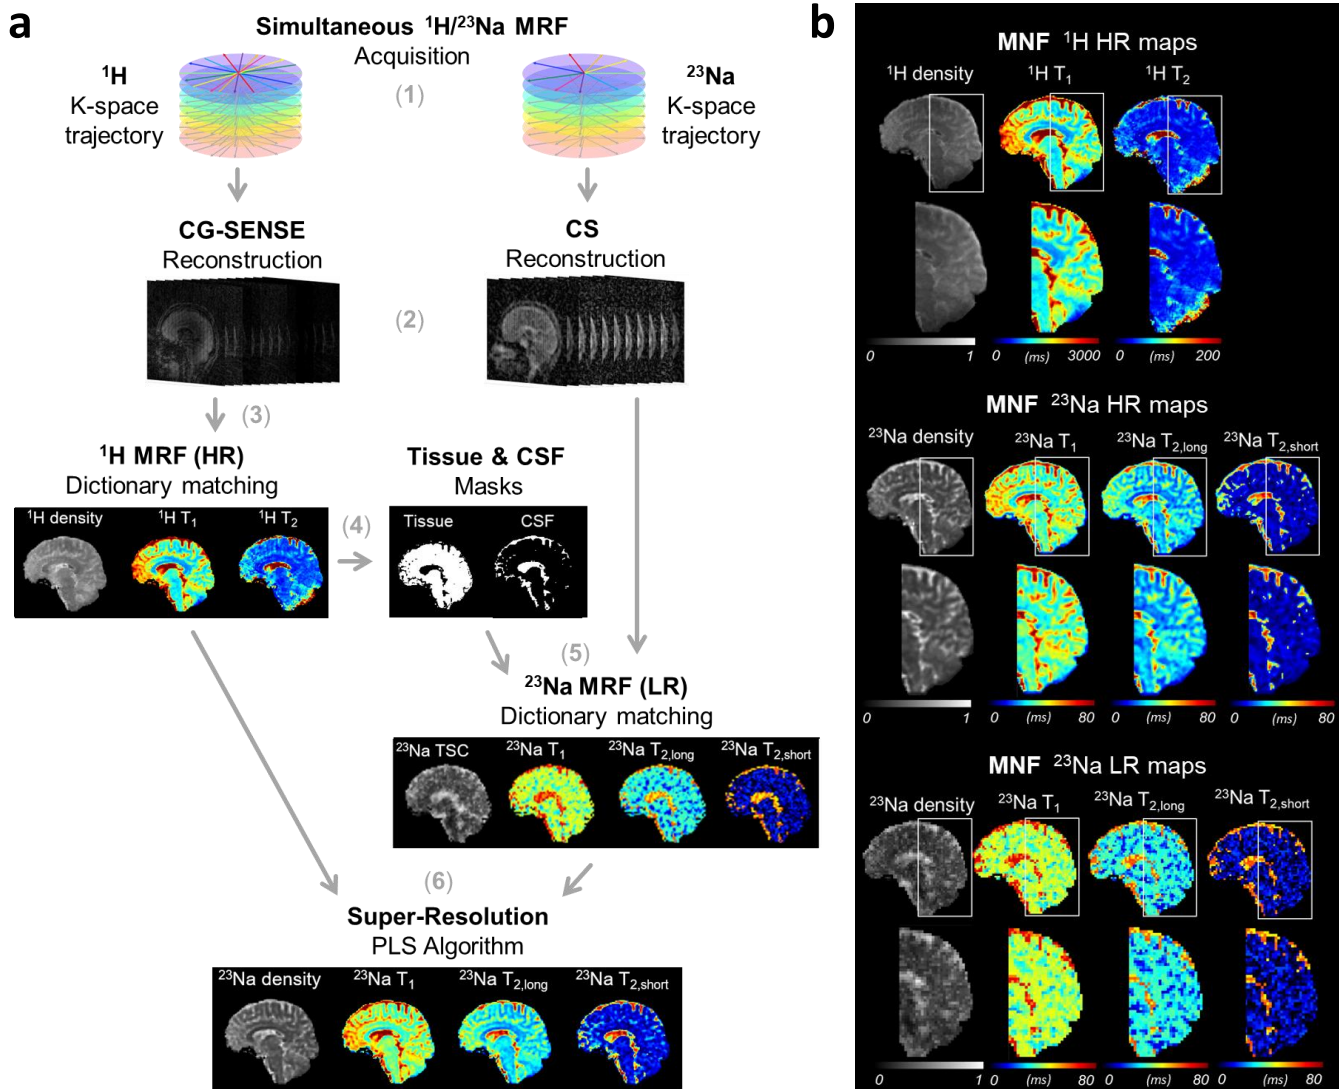 a
Simultaneous ¹H/²³Na MRF
Acquisition
¹H
K-space
trajectory
(1)
²³Na
K-space
trajectory
CG-SENSE
Reconstruction
CS
Reconstruction
(2)
(3)
¹H MRF (HR)
Dictionary matching
¹H density ¹H T₁ ¹H T₂
(4)
Tissue & CSF
Masks
Tissue CSF
(5)
²³Na MRF (LR)
Dictionary matching
²³Na TSC ²³Na T₁ ²³Na T₂,long ²³Na T₂,short
(6)
Super-Resolution
PLS Algorithm
²³Na density ²³Na T₁ ²³Na T₂,long ²³Na T₂,short
b
MNF ¹H HR maps
¹H density ¹H T₁ ¹H T₂
0 1 0 (ms) 3000 0 (ms) 200
MNF ²³Na HR maps
²³Na density ²³Na T₁ ²³Na T₂,long ²³Na T₂,short
0 1 0 (ms) 80 0 (ms) 80 0 (ms) 80
MNF ²³Na LR maps
²³Na density ²³Na T₁ ²³Na T₂,long ²³Na T₂,short
0 1 0 (ms) 80 0 (ms) 80 0 (ms) 80